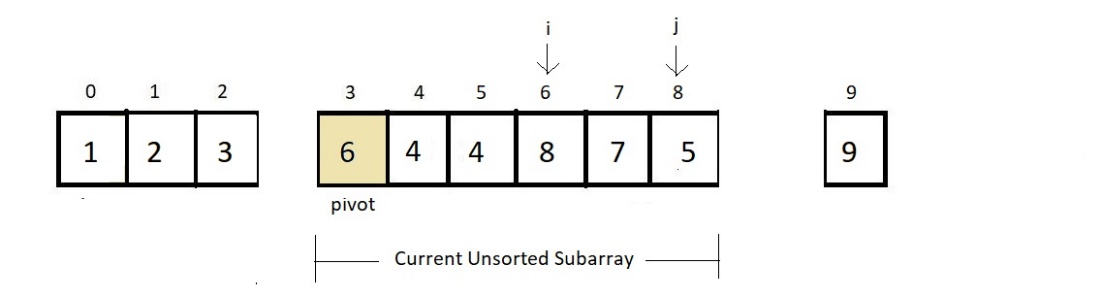 i j
0 1 2 3 4 5 6 7 8 9
1 2 3 6 4 4 8 7 5 9
pivot
Current Unsorted Subarray